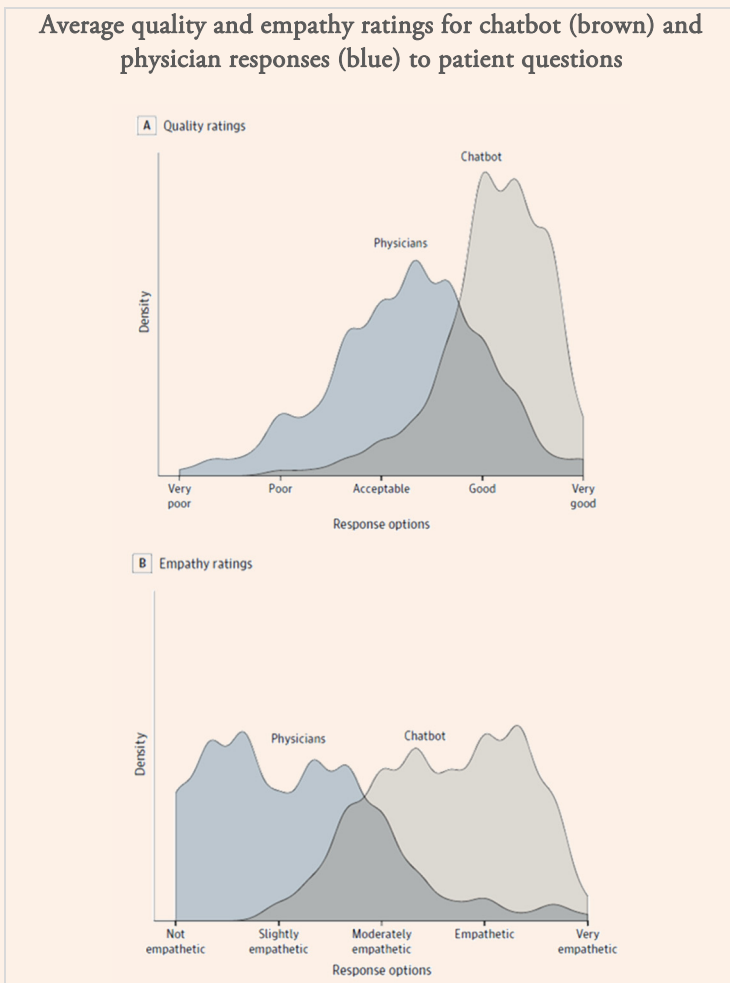 Average quality and empathy ratings for chatbot (brown) and
physician responses (blue) to patient questions
A Quality ratings
Chatbot
Physicians
Density
Very
poor
Poor
Acceptable
Good
Very
good
Response options
B Empathy ratings
Physicians
Chatbot
Density
Not
empathetic
Slightly
empathetic
Moderately
empathetic
Empathetic
Very
empathetic
Response options